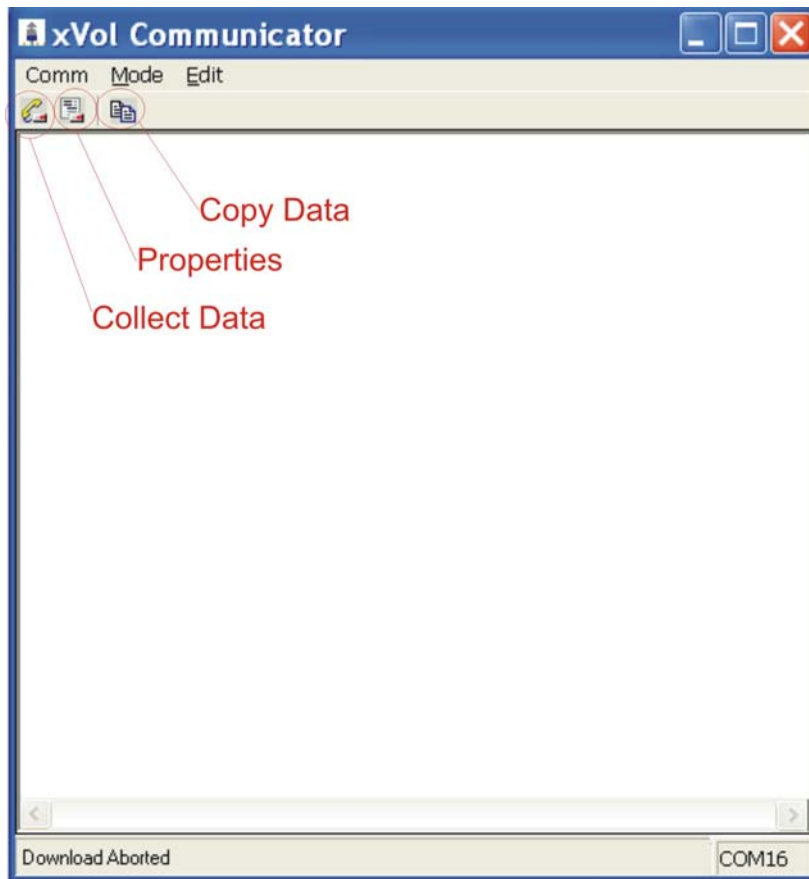 xVol Communicator
Comm Mode Edit
Copy Data
Properties
Collect Data
Download Aborted
COM16